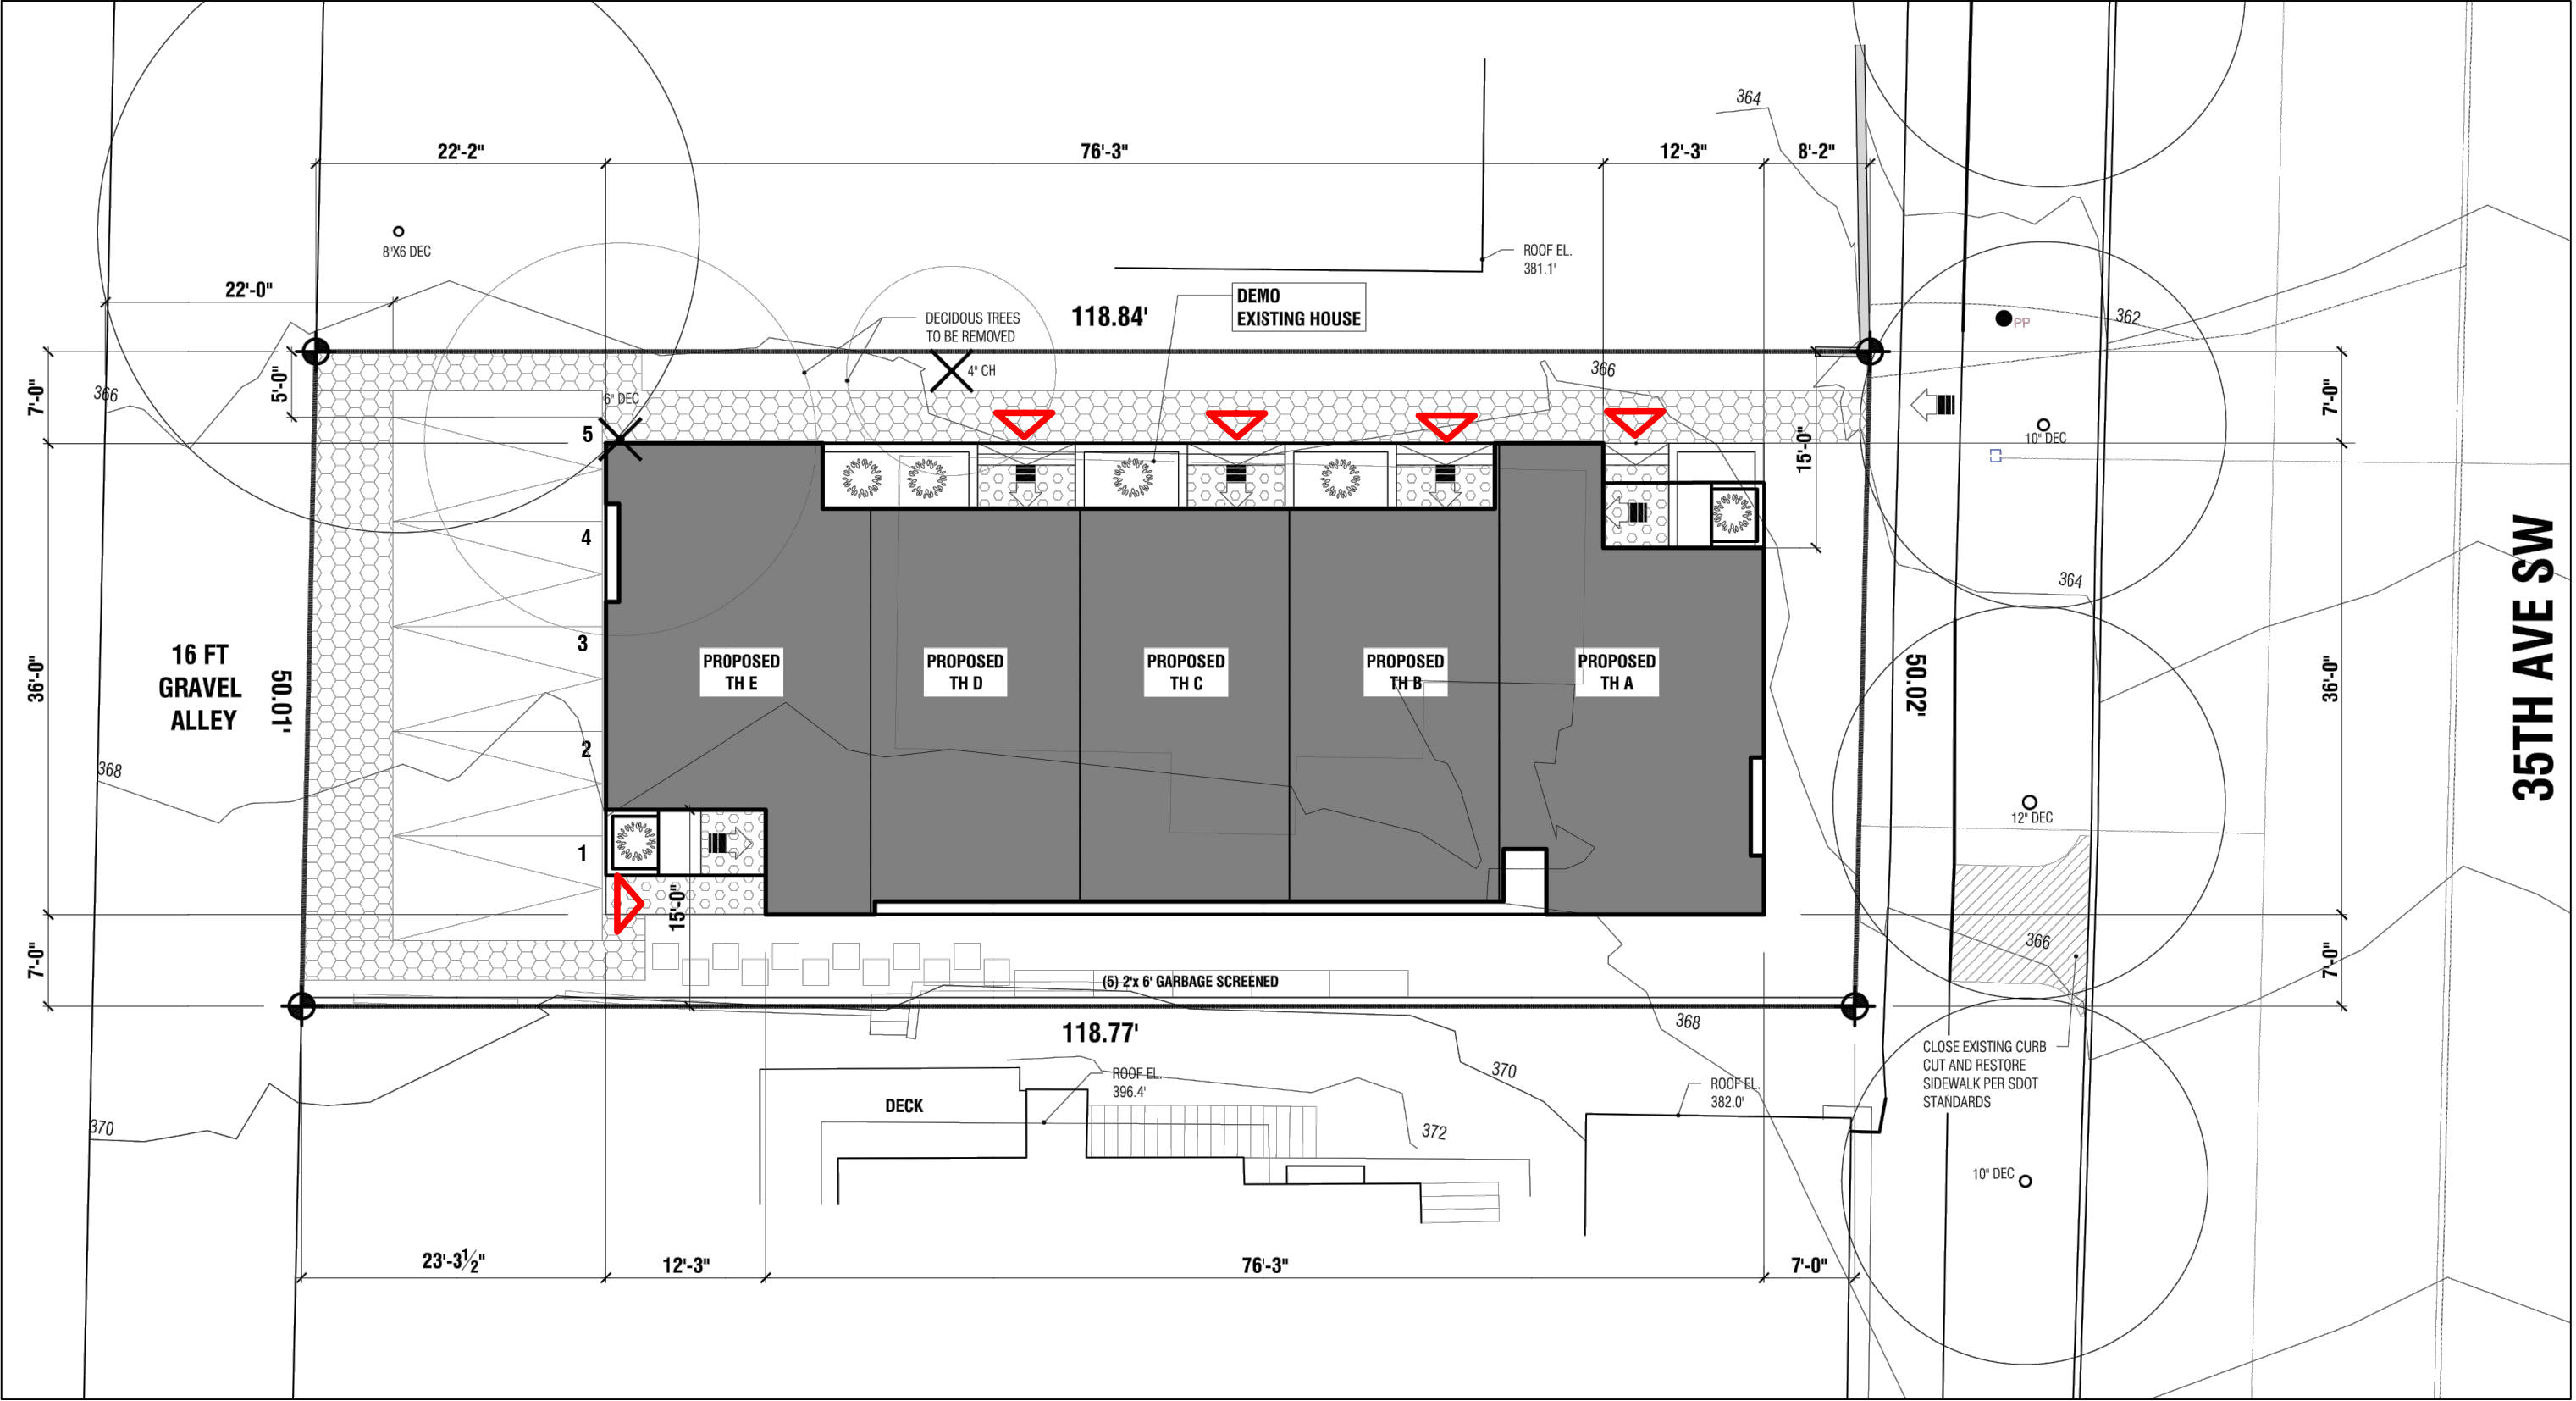 364
22'-2"
76'-3"
12'-3"
8'-2"
8"X6 DEC
ROOF EL.
381.1'
22'-0"
DEMO
EXISTING HOUSE
DECIDOUS TREES
TO BE REMOVED
118.84'
PP
362
4" CH
366
5'-0"
7'-0"
366
6" DEC
7'-0"
5
10" DEC
15'-0"
4
364
35TH AVE SW
3
16 FT
GRAVEL
ALLEY
50.01'
36'-0"
PROPOSED
TH E
PROPOSED
TH D
PROPOSED
TH C
PROPOSED
TH B
PROPOSED
TH A
50.02'
36'-0"
2
368
12" DEC
1
15'-0"
366
7'-0"
7'-0"
(5) 2'x 6' GARBAGE SCREENED
118.77'
368
CLOSE EXISTING CURB
CUT AND RESTORE
SIDEWALK PER SDOT
STANDARDS
370
ROOF EL.
396.4'
ROOF EL.
382.0'
DECK
370
372
10" DEC
23'-3½"
12'-3"
76'-3"
7'-0"